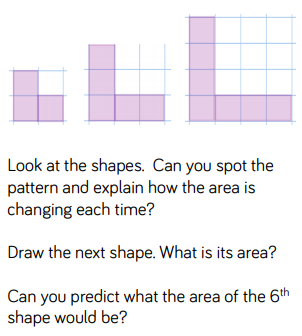 Look at the shapes.  Can you spot the
pattern and explain how the area is
changing each time?
Draw the next shape. What is its area?
Can you predict what the area of the 6th
shape would be?